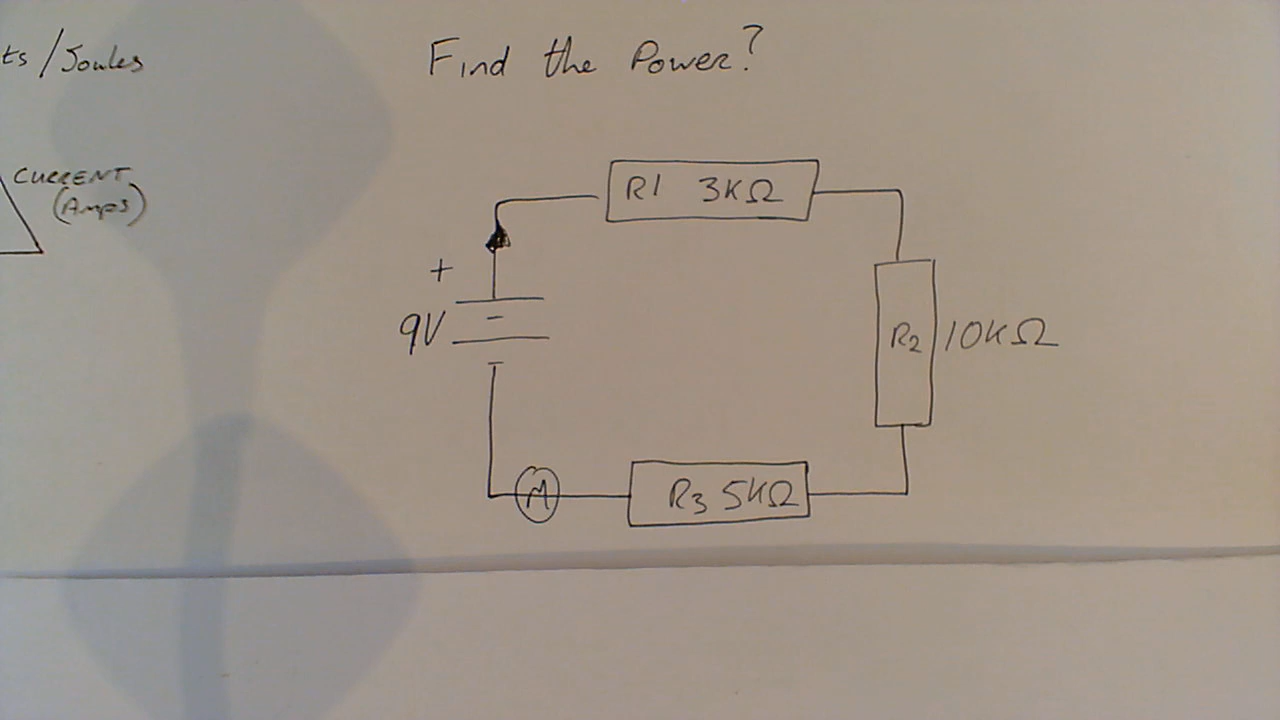 ts/Joules
Find the Power?
CURRENT
(Amps)
R1 3KΩ
+
9V
R2 10KΩ
M
R3 5KΩ